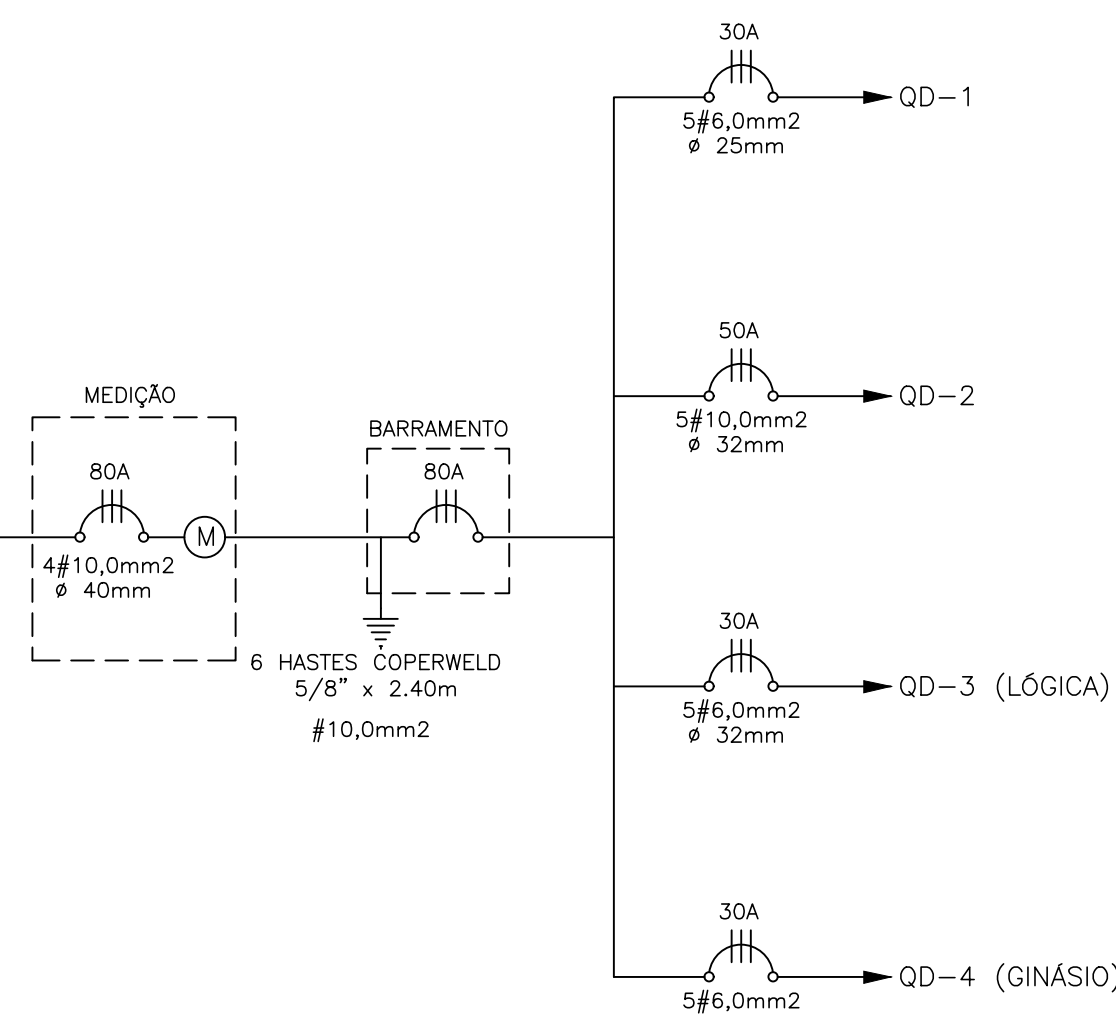 30A
QD-1
5#6,0mm2
ø 25mm
50A
QD-2
5#10,0mm2
ø 32mm
MEDIÇÃO
80A
M
4#10,0mm2
ø 40mm
BARRAMENTO
80A
6 HASTES COPERWELD
5/8" x 2.40m
#10,0mm2
30A
QD-3 (LÓGICA)
5#6,0mm2
ø 32mm
30A
QD-4 (GINÁSIO)
5#6,0mm2